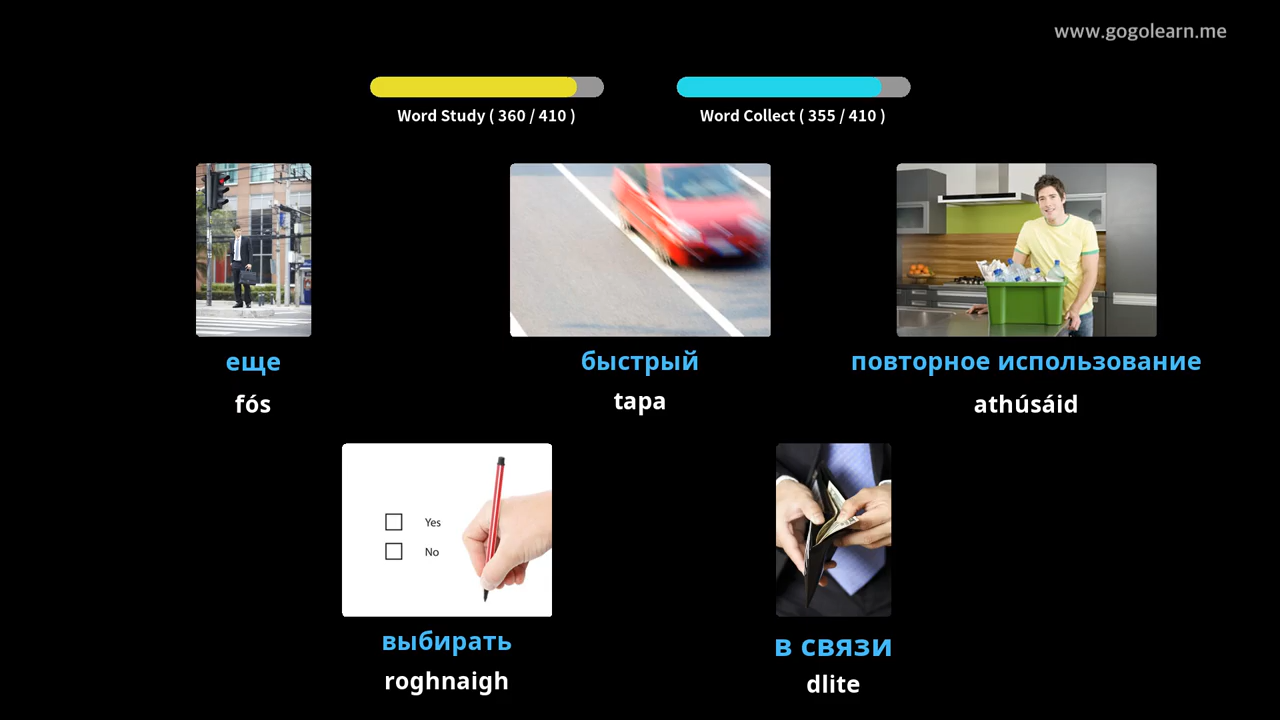 www.gogolearn.me
Word Study ( 360 / 410 )
Word Collect ( 355 / 410 )
еще
быстрый
повторное использование
fós
tapa
athúsáid
Yes
No
выбирать
в связи
roghnaigh
dlite